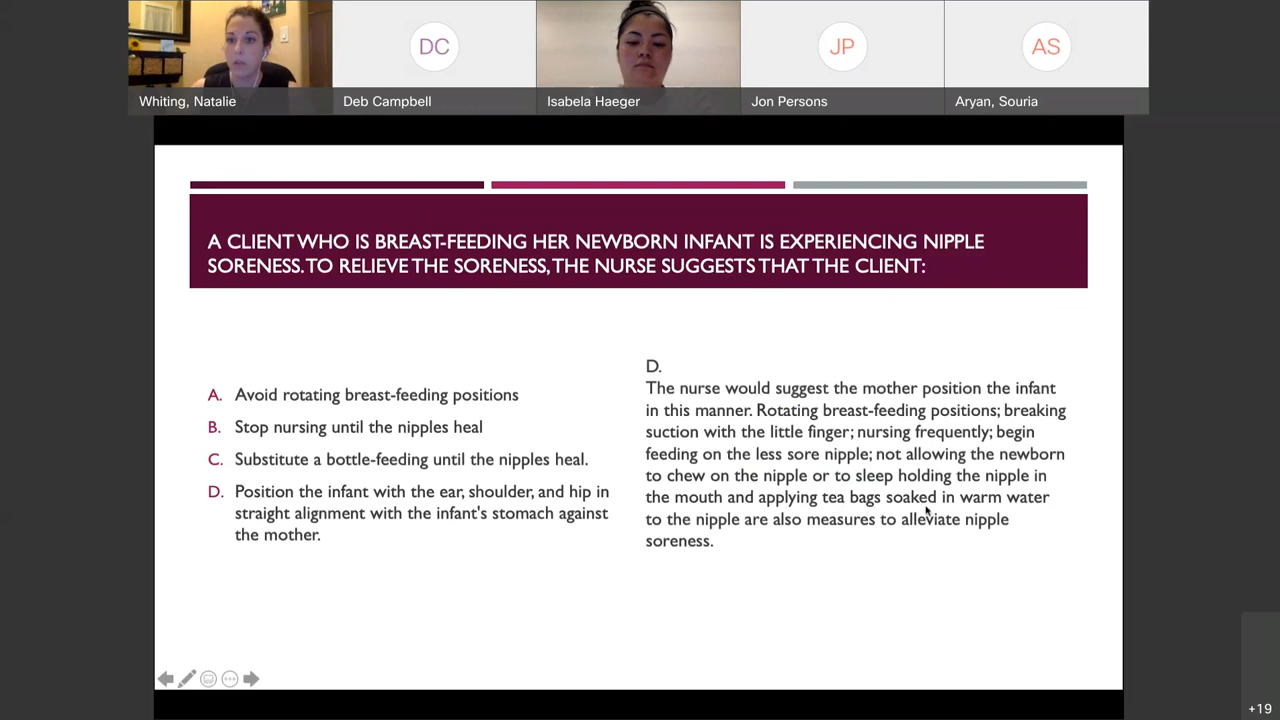 Whiting, Natalie
DC
Deb Campbell
Isabela Haeger
JP
Jon Persons
AS
Aryan, Souria
A CLIENT WHO IS BREAST-FEEDING HER NEWBORN INFANT IS EXPERIENCING NIPPLE
SORENESS. TO RELIEVE THE SORENESS, THE NURSE SUGGESTS THAT THE CLIENT:
A. Avoid rotating breast-feeding positions
B. Stop nursing until the nipples heal
C. Substitute a bottle-feeding until the nipples heal.
D. Position the infant with the ear, shoulder, and hip in
straight alignment with the infant's stomach against
the mother.
D.
The nurse would suggest the mother position the infant
in this manner. Rotating breast-feeding positions; breaking
suction with the little finger; nursing frequently; begin
feeding on the less sore nipple; not allowing the newborn
to chew on the nipple or to sleep holding the nipple in
the mouth and applying tea bags soaked in warm water
to the nipple are also measures to alleviate nipple
soreness.
+19